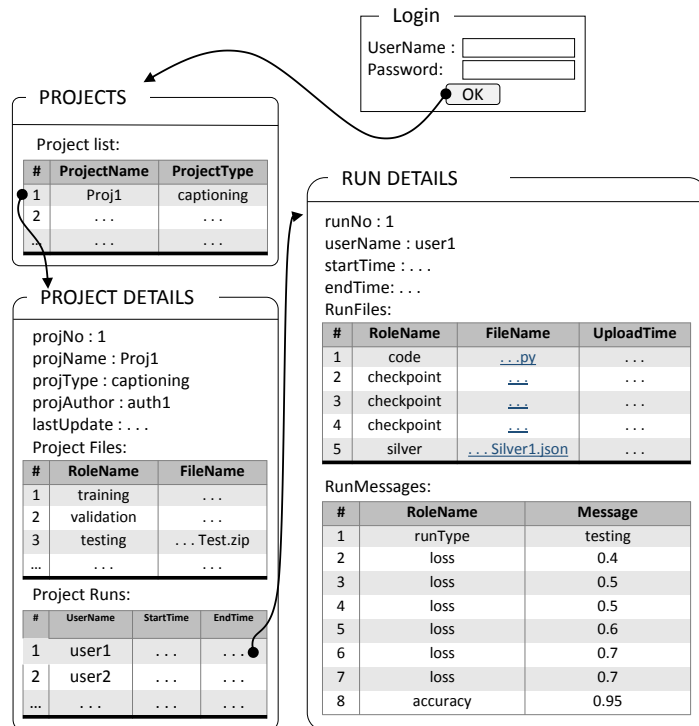 Login
UserName :
Password:
OK
PROJECTS
Project list:
# ProjectName ProjectType
1 Proj1 captioning
2 . . . . . .
... . . . . . .
PROJECT DETAILS
projNo : 1
projName : Proj1
projType : captioning
projAuthor : auth1
lastUpdate : . . .
Project Files:
# RoleName FileName
1 training . . .
2 validation . . .
3 testing . . . Test.zip
... . . . . . .
Project Runs:
# UserName StartTime EndTime
1 user1 . . . . . .
2 user2 . . . . . .
... . . . . . . . . .
RUN DETAILS
runNo : 1
userName : user1
startTime : . . .
endTime: . . .
RunFiles:
# RoleName FileName UploadTime
1 code . . .py . . .
2 checkpoint . . . . . .
3 checkpoint . . . . . .
4 checkpoint . . . . . .
5 silver . . . Silver1.json . . .
RunMessages:
# RoleName Message
1 runType testing
2 loss 0.4
3 loss 0.5
4 loss 0.5
5 loss 0.6
6 loss 0.7
7 loss 0.7
8 accuracy 0.95